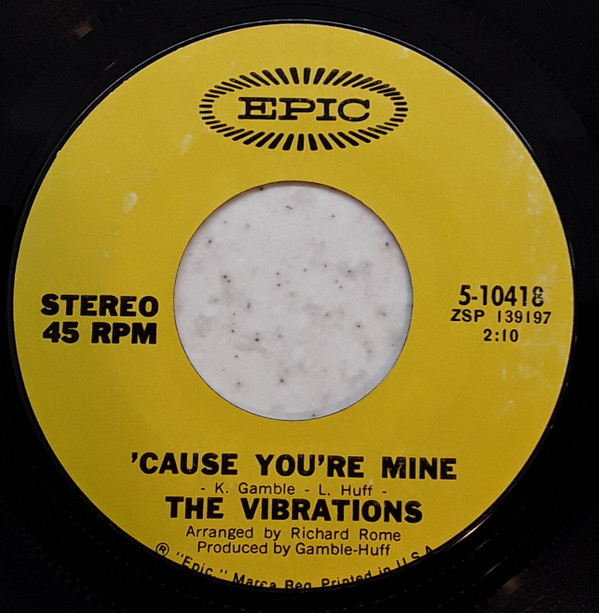 EPIC
STEREO
45 RPM
5-10418
ZSP 139197
2:10
'CAUSE YOU'RE MINE
- K. Gamble - L. Huff -
THE VIBRATIONS
Arranged by Richard Rome
Produced by Gamble-Huff
® "Epic," Marca Reg. Printed in U.S.A.